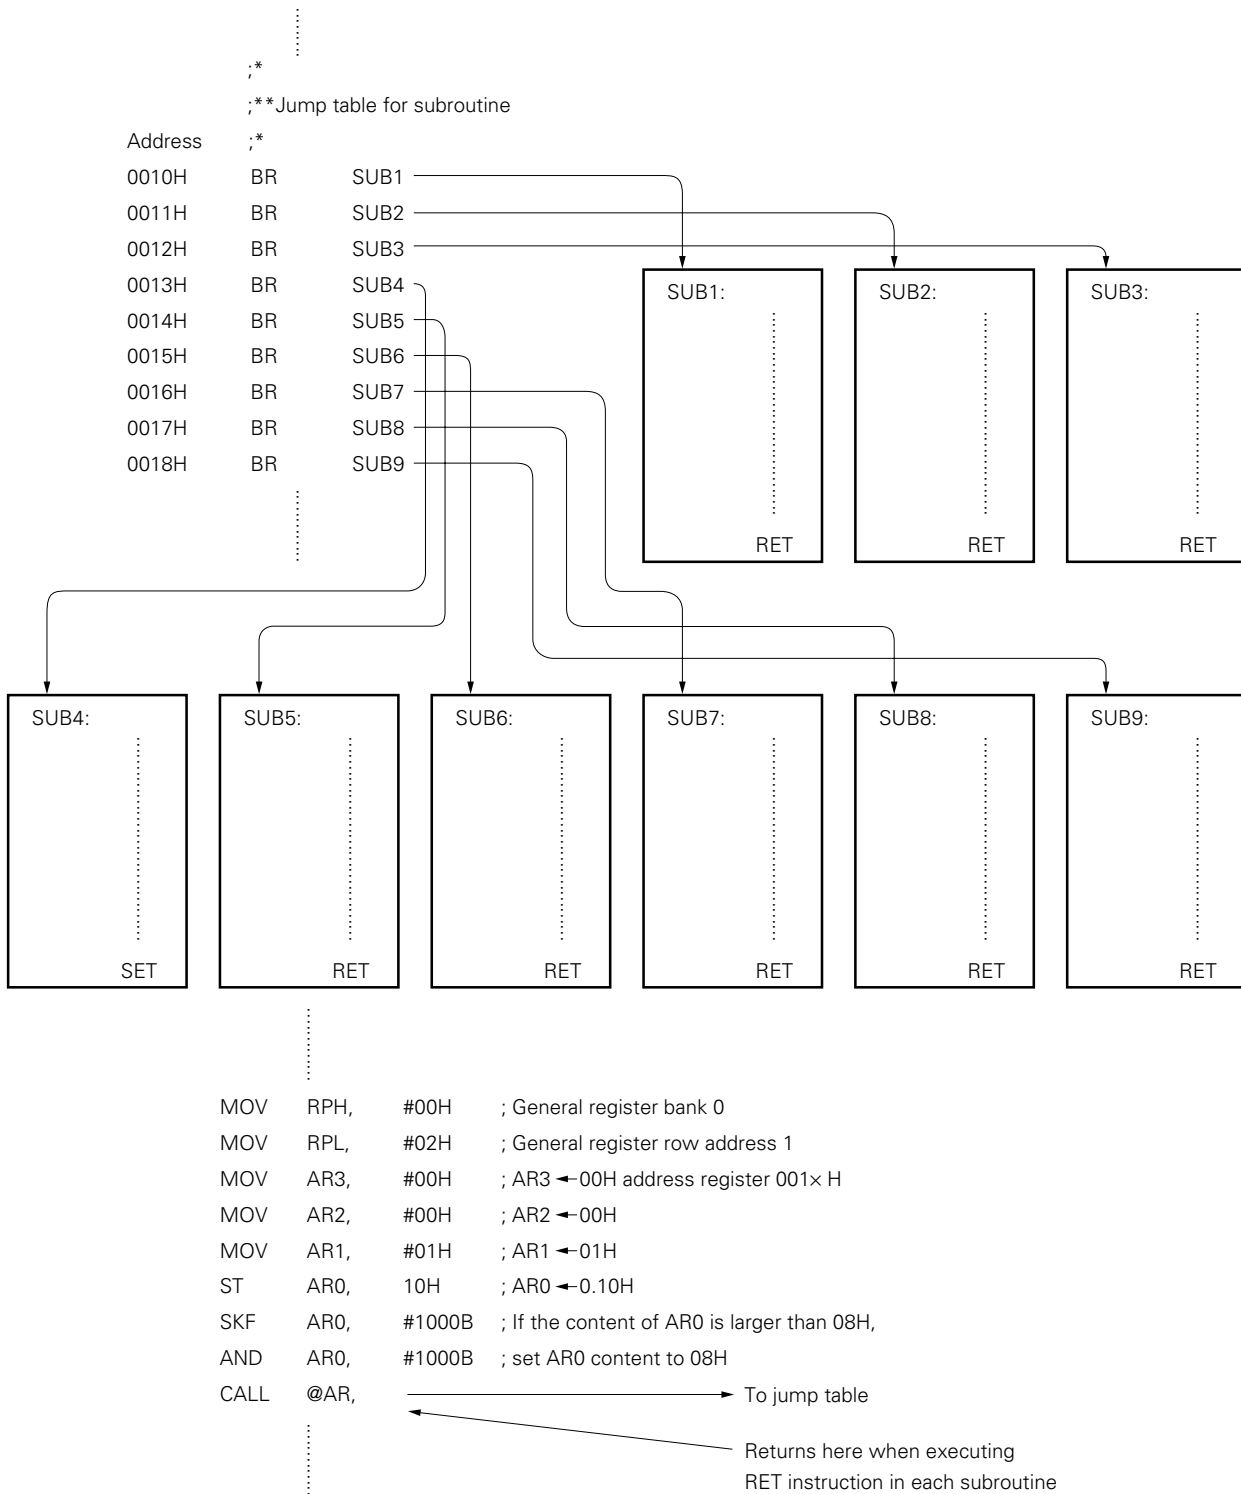 ;*
;**Jump table for subroutine
Address ;*
0010H BR SUB1
0011H BR SUB2
0012H BR SUB3
0013H BR SUB4
0014H BR SUB5
0015H BR SUB6
0016H BR SUB7
0017H BR SUB8
0018H BR SUB9
SUB1: SUB2: SUB3:
RET RET RET
SUB4: SUB5: SUB6: SUB7: SUB8: SUB9:
SET RET RET RET RET RET
MOV RPH, #00H ; General register bank 0
MOV RPL, #02H ; General register row address 1
MOV AR3, #00H ; AR3 ←00H address register 001× H
MOV AR2, #00H ; AR2 ←00H
MOV AR1, #01H ; AR1 ←01H
ST AR0, 10H ; AR0 ←0.10H
SKF AR0, #1000B ; If the content of AR0 is larger than 08H,
AND AR0, #1000B ; set AR0 content to 08H
CALL @AR, To jump table
Returns here when executing
RET instruction in each subroutine